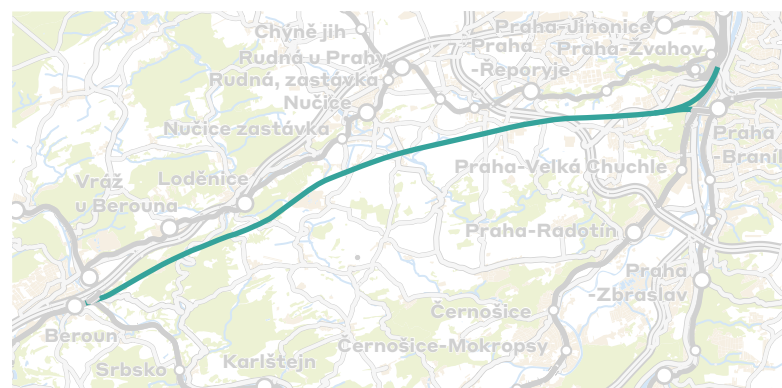 Praha-Jinonice
Chýně jih
Praha
-Řeporyje
Praha-Žvahov
Rudná u Prahy
Rudná, zastávka
Nučice
Nučice zastávka
Praha
-Braník
Praha-Velká Chuchle
Loděnice
Vráž
u Berouna
Praha-Radotín
Praha
-Zbraslav
Černošice
Beroun
Černošice-Mokropsy
Karlštejn
Srbsko